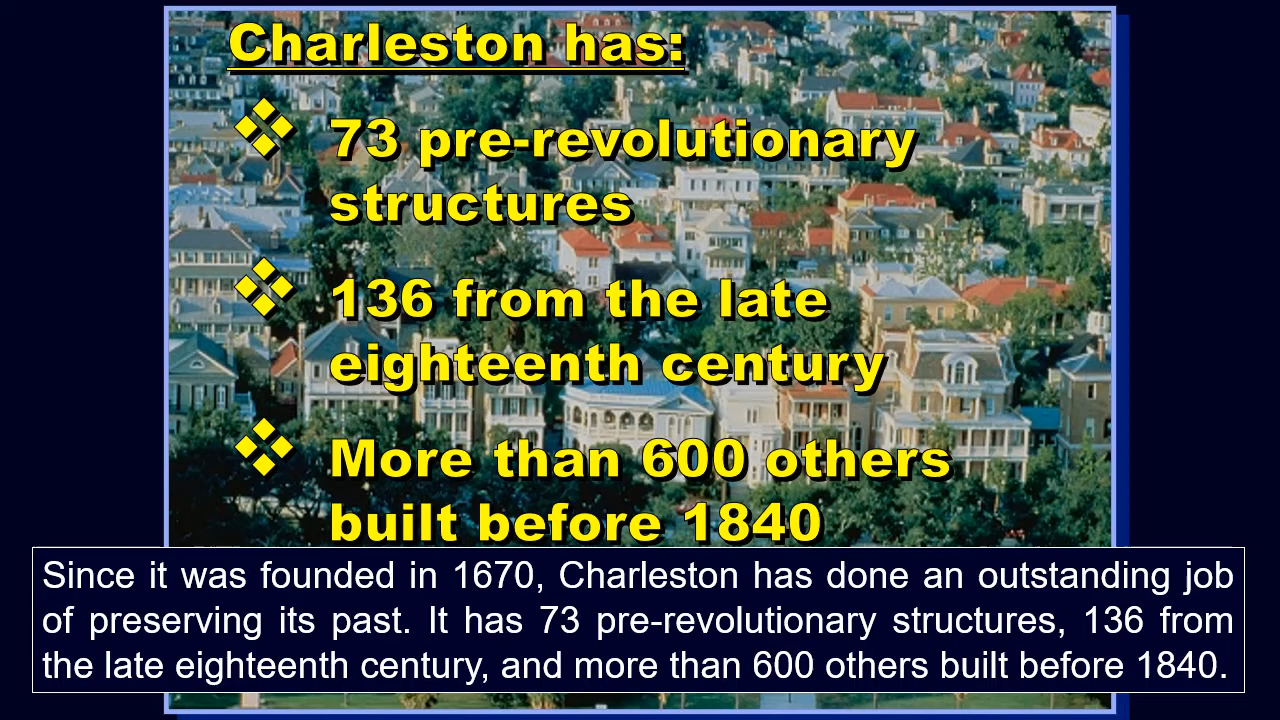 Charleston has:
73 pre-revolutionary
structures
136 from the late
eighteenth century
More than 600 others
built before 1840
Since it was founded in 1670, Charleston has done an outstanding job
of preserving its past. It has 73 pre-revolutionary structures, 136 from
the late eighteenth century, and more than 600 others built before 1840.